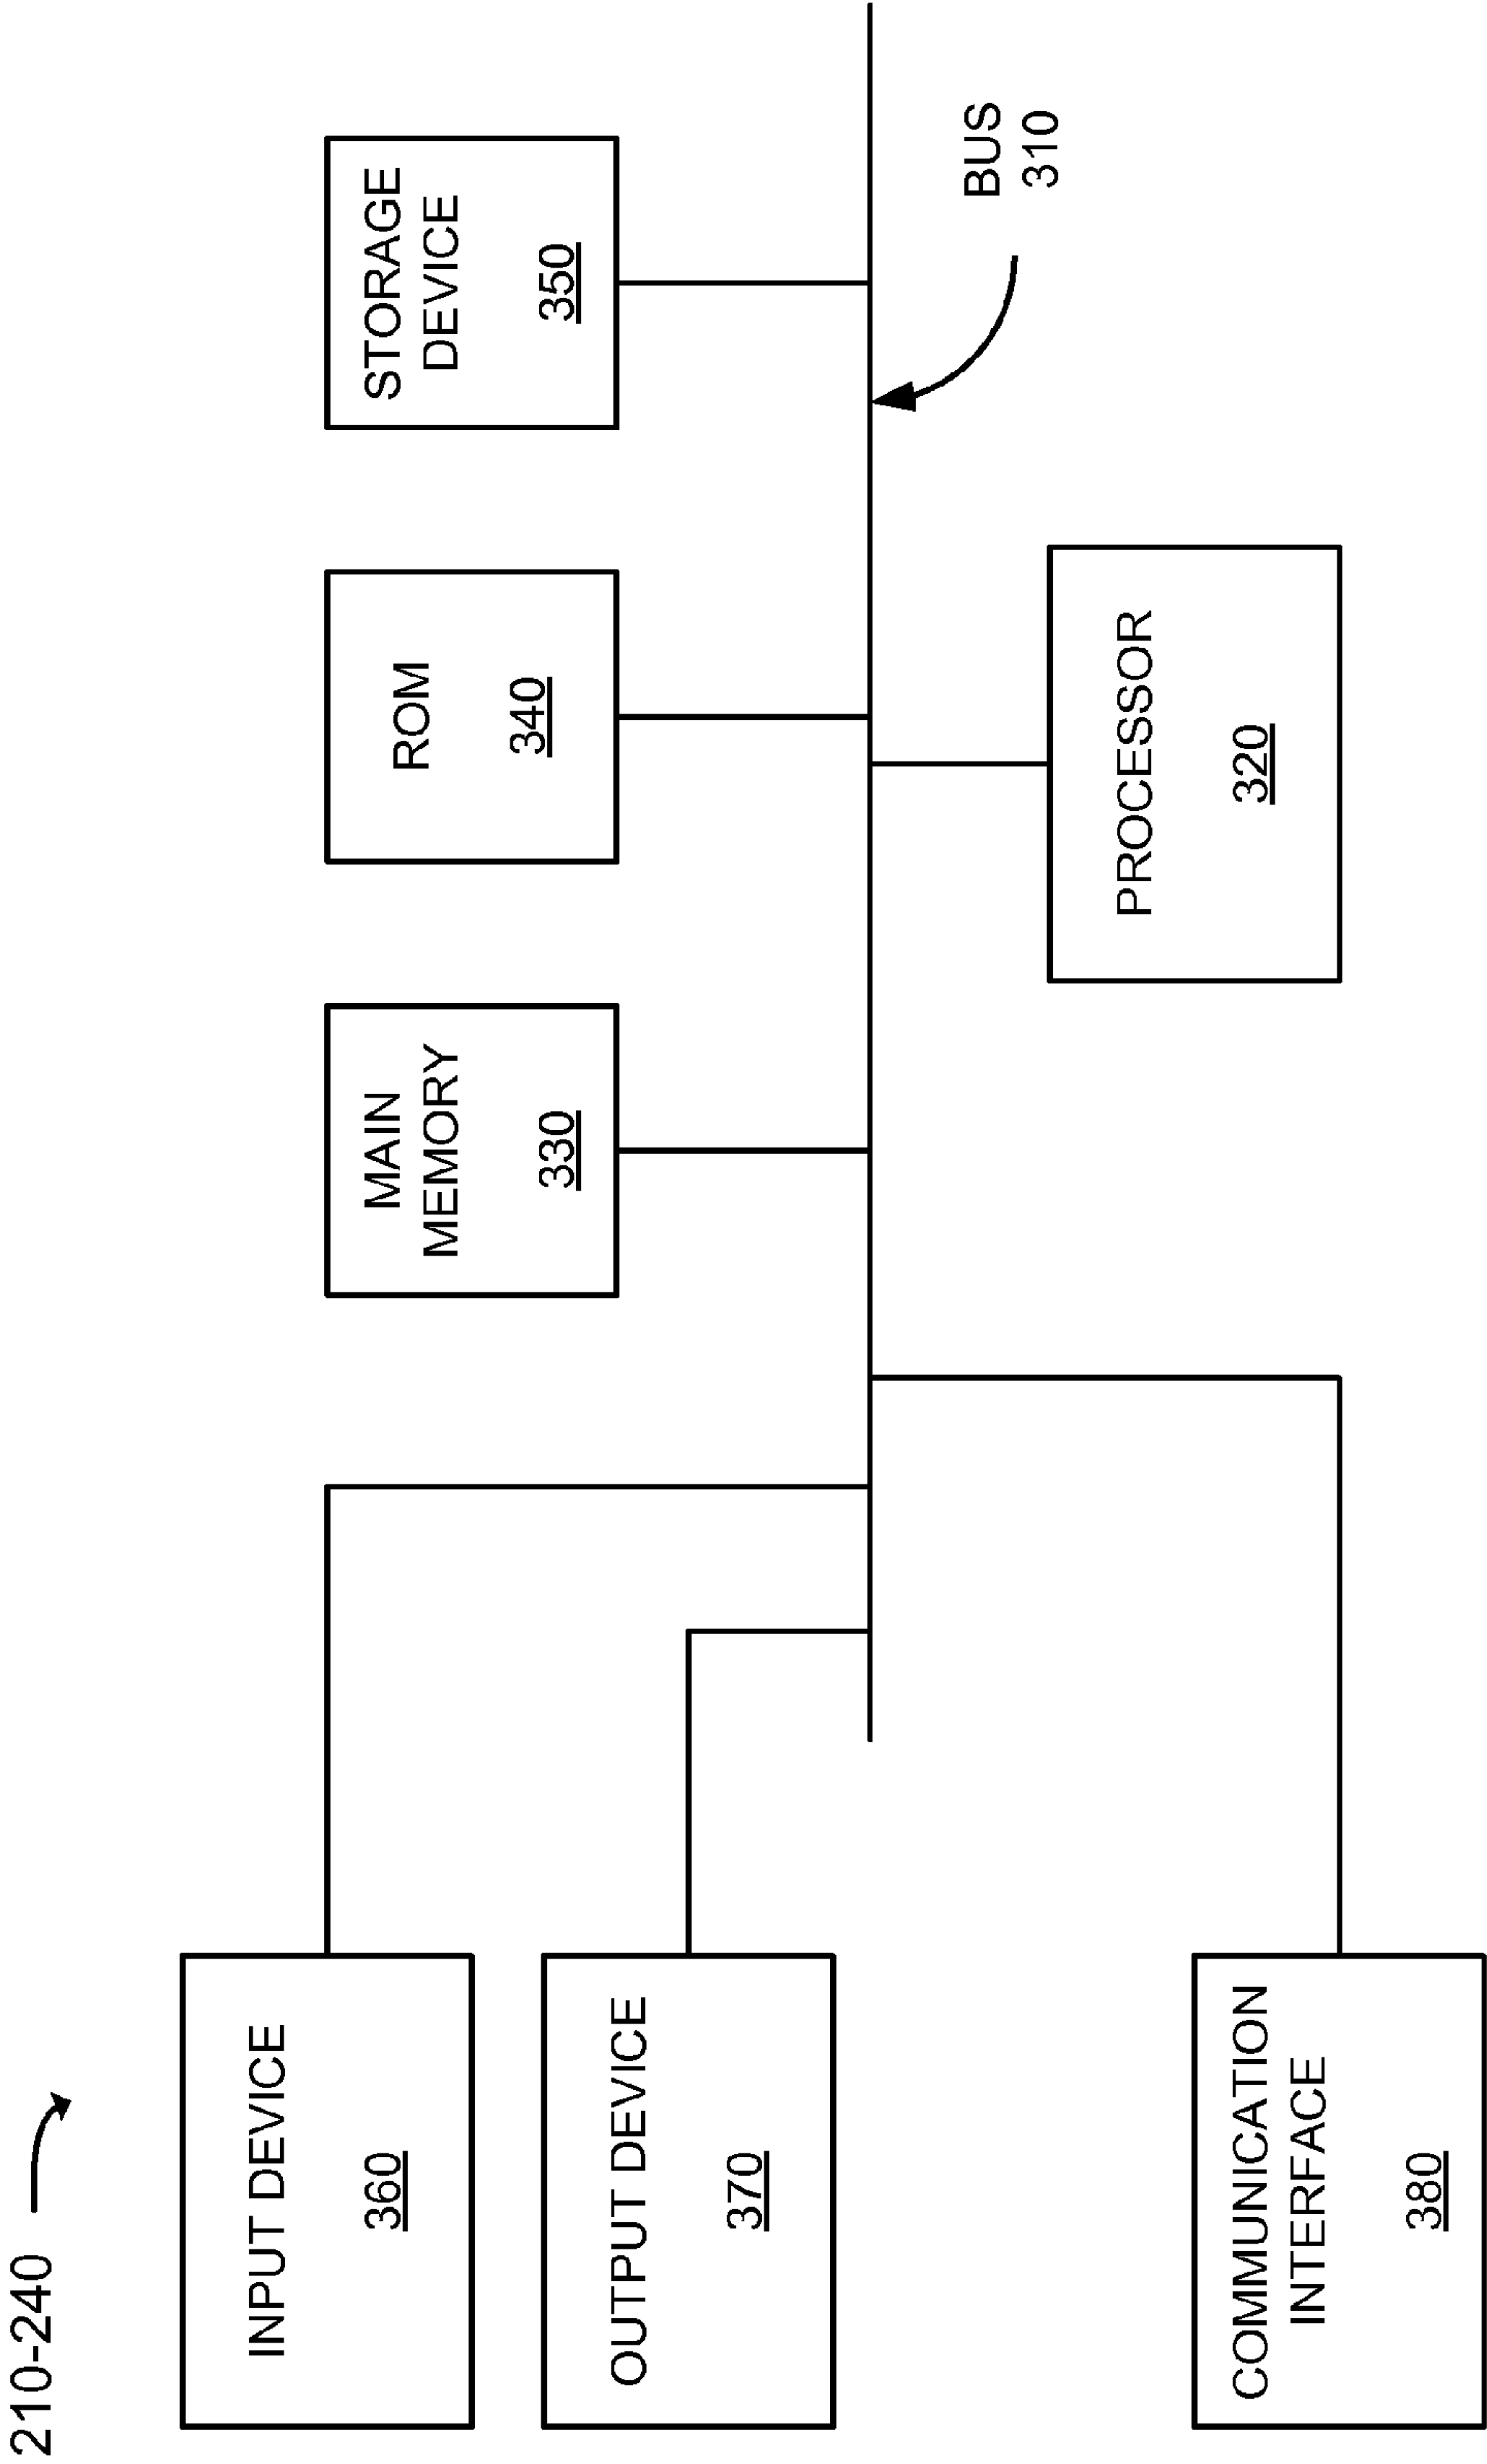 210-240
INPUT DEVICE
360
OUTPUT DEVICE
370
COMMUNICATION
INTERFACE
380
MAIN
MEMORY
330
ROM
340
STORAGE
DEVICE
350
PROCESSOR
320
BUS
310